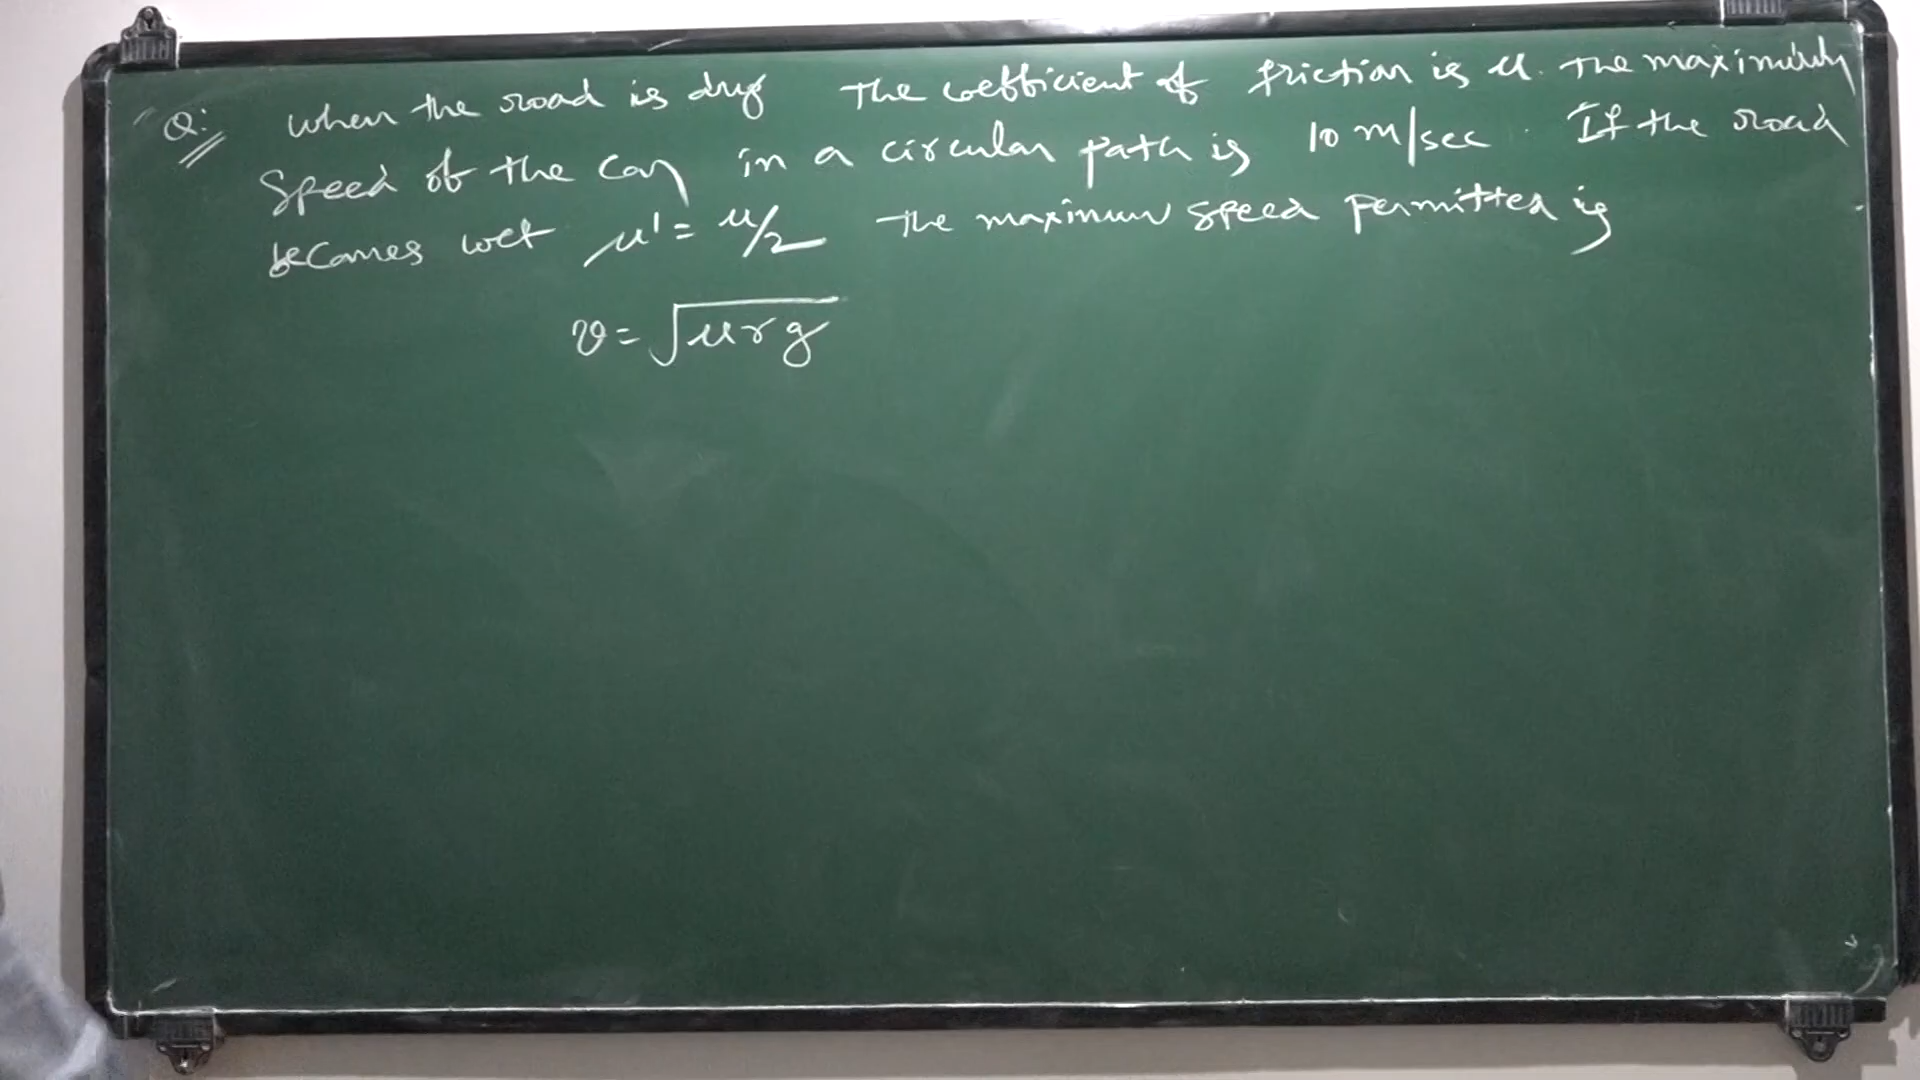 Q: When the road is dry The coefficient of friction is μ. The maximum
Speed of the car in a circular path is 10 m/sec. If the road
becomes wet μ' = μ/2 The maximum speed permitted is
v = √μrg